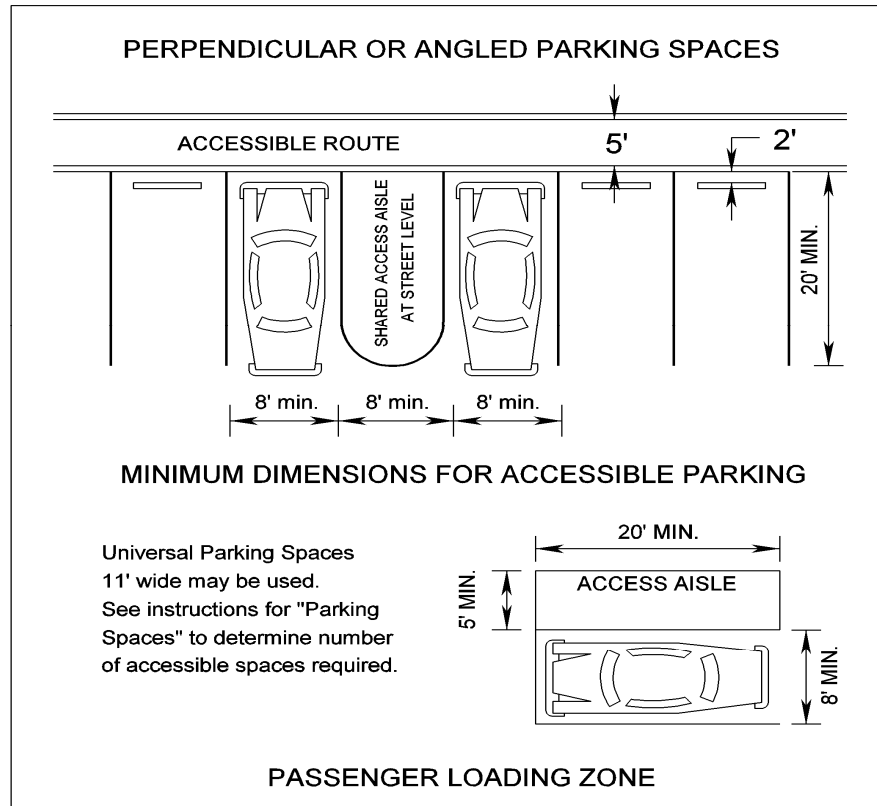 PERPENDICULAR OR ANGLED PARKING SPACES
ACCESSIBLE ROUTE
5'
2'
SHARED ACCESS AISLE
AT STREET LEVEL
20' MIN.
8' min.
8' min.
8' min.
MINIMUM DIMENSIONS FOR ACCESSIBLE PARKING
Universal Parking Spaces
11' wide may be used.
See instructions for "Parking
Spaces" to determine number
of accessible spaces required.
20' MIN.
ACCESS AISLE
5' MIN.
8' MIN.
PASSENGER LOADING ZONE